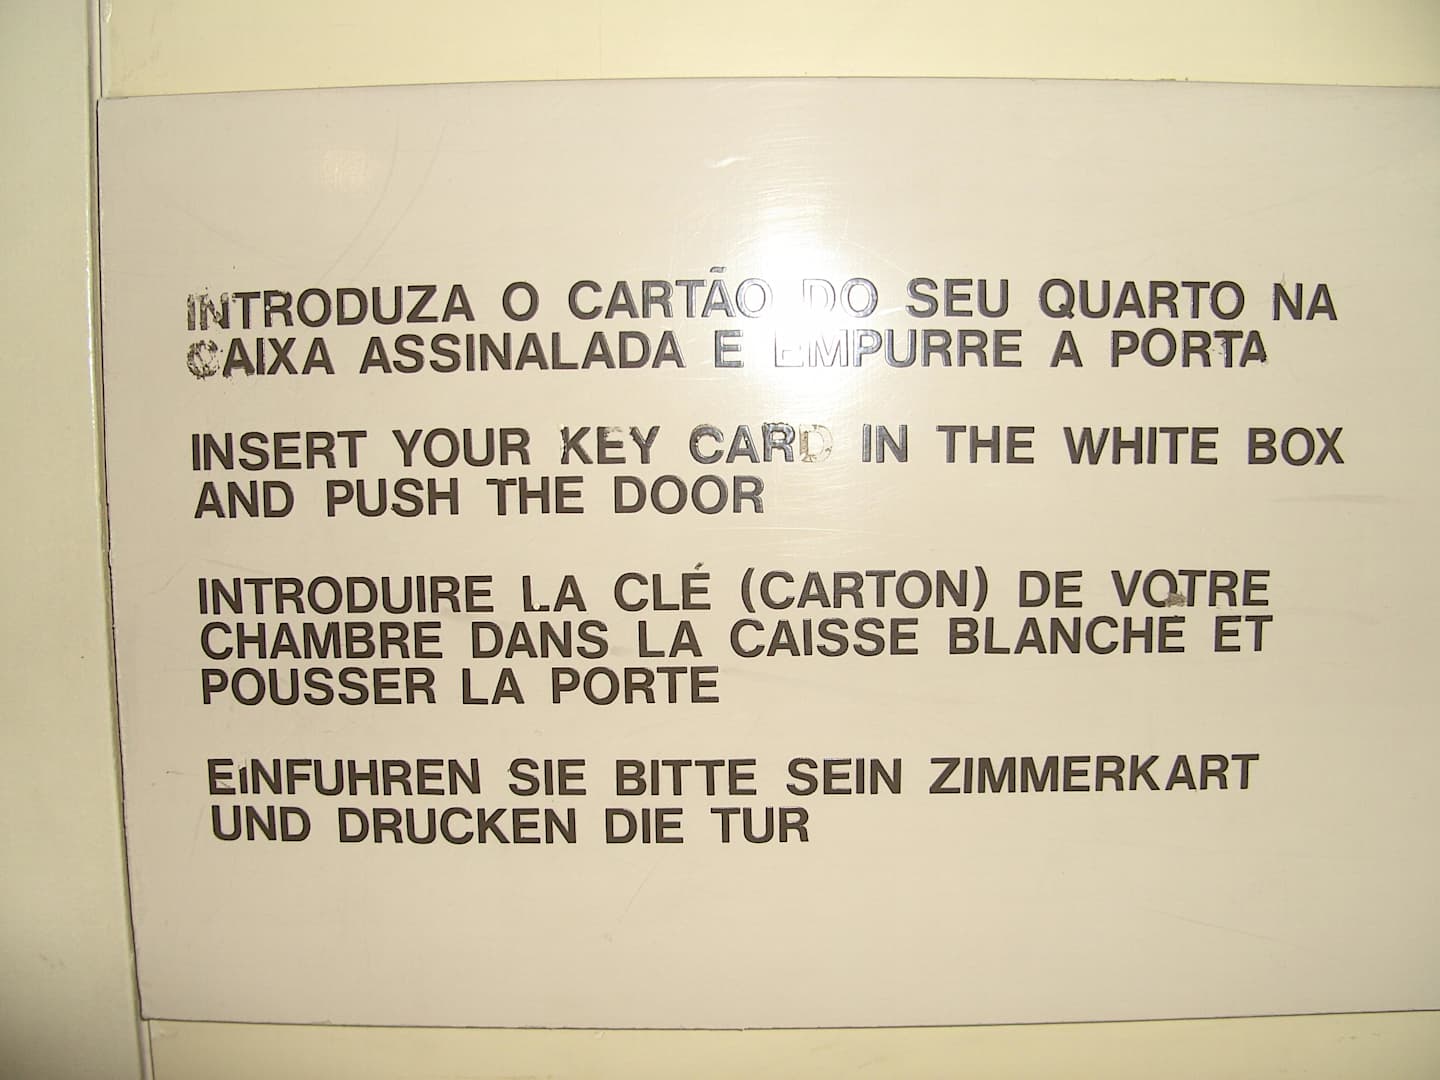 INTRODUZA O CARTÃO DO SEU QUARTO NA
CAIXA ASSINALADA E EMPURRE A PORTA
INSERT YOUR KEY CARD IN THE WHITE BOX
AND PUSH THE DOOR
INTRODUIRE LA CLÉ (CARTON) DE VOTRE
CHAMBRE DANS LA CAISSE BLANCHE ET
POUSSER LA PORTE
EINFUHREN SIE BITTE SEIN ZIMMERKART
UND DRUCKEN DIE TUR